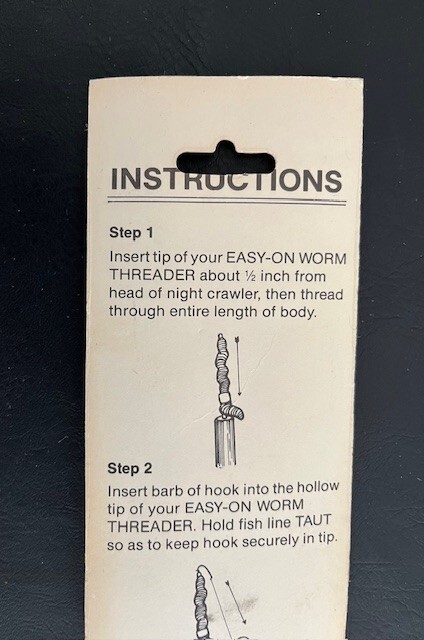 INSTRUCTIONS
Step 1
Insert tip of your EASY-ON WORM
THREADER about ½ inch from
head of night crawler, then thread
through entire length of body.
Step 2
Insert barb of hook into the hollow
tip of your EASY-ON WORM
THREADER. Hold fish line TAUT
so as to keep hook securely in tip.